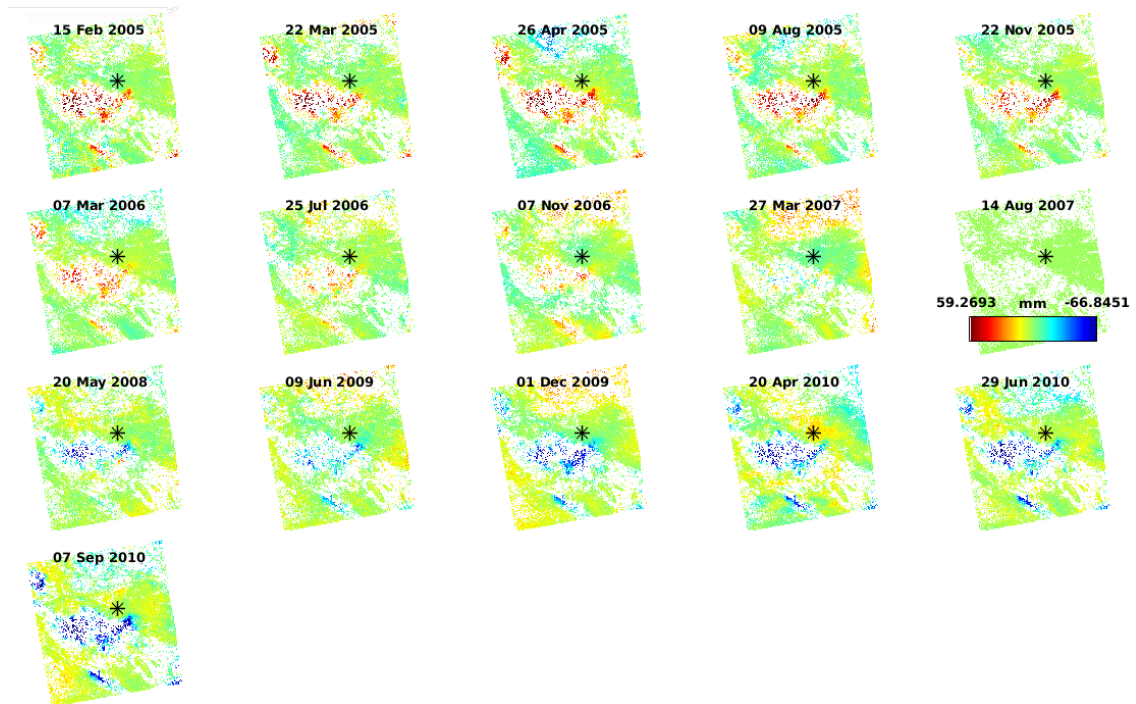 15 Feb 2005
22 Mar 2005
26 Apr 2005
09 Aug 2005
22 Nov 2005
07 Mar 2006
25 Jul 2006
07 Nov 2006
27 Mar 2007
14 Aug 2007
59.2693 mm -66.8451
20 May 2008
09 Jun 2009
01 Dec 2009
20 Apr 2010
29 Jun 2010
07 Sep 2010